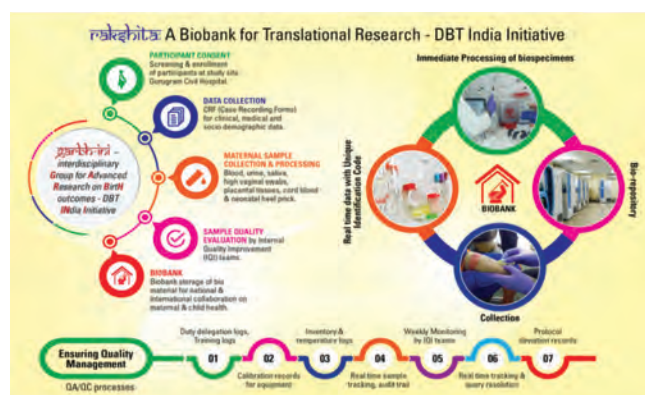 rakshita: A Biobank for Translational Research - DBT India Initiative
PARTICIPANT CONSENT
Screening & enrollment
of participants at study site:
Gurugram Civil Hospital.
DATA COLLECTION
CRF (Case Recording Forms)
for clinical, medical and
socio demographic data.
garbh-ini –
interdisciplinary
Group for Advanced
Research on BirtH
outcomes - DBT
INdia Initiative
MATERNAL SAMPLE
COLLECTION & PROCESSING
Blood, urine, saliva,
high vaginal swabs,
placental tissues, cord blood
& neonatal heel prick.
SAMPLE QUALITY
EVALUATION by Internal
Quality Improvement
(IQI) teams.
BIOBANK
Biobank storage of bio
material for national &
international collaboration on
maternal & child health.
Immediate Processing of biospecimens
Real time data with Unique
Identification Code
BIOBANK
Bio-repository
Collection
Ensuring Quality
Management
QA/QC processes
Duty delegation logs,
Training logs
01
02
Calibration records
for equipment
Inventory &
temperature logs
03
04
Real time sample
tracking, audit trail
Weekly Monitoring
by IQI teams
05
06
Real time tracking &
query resolution
Protocol
deviation records
07